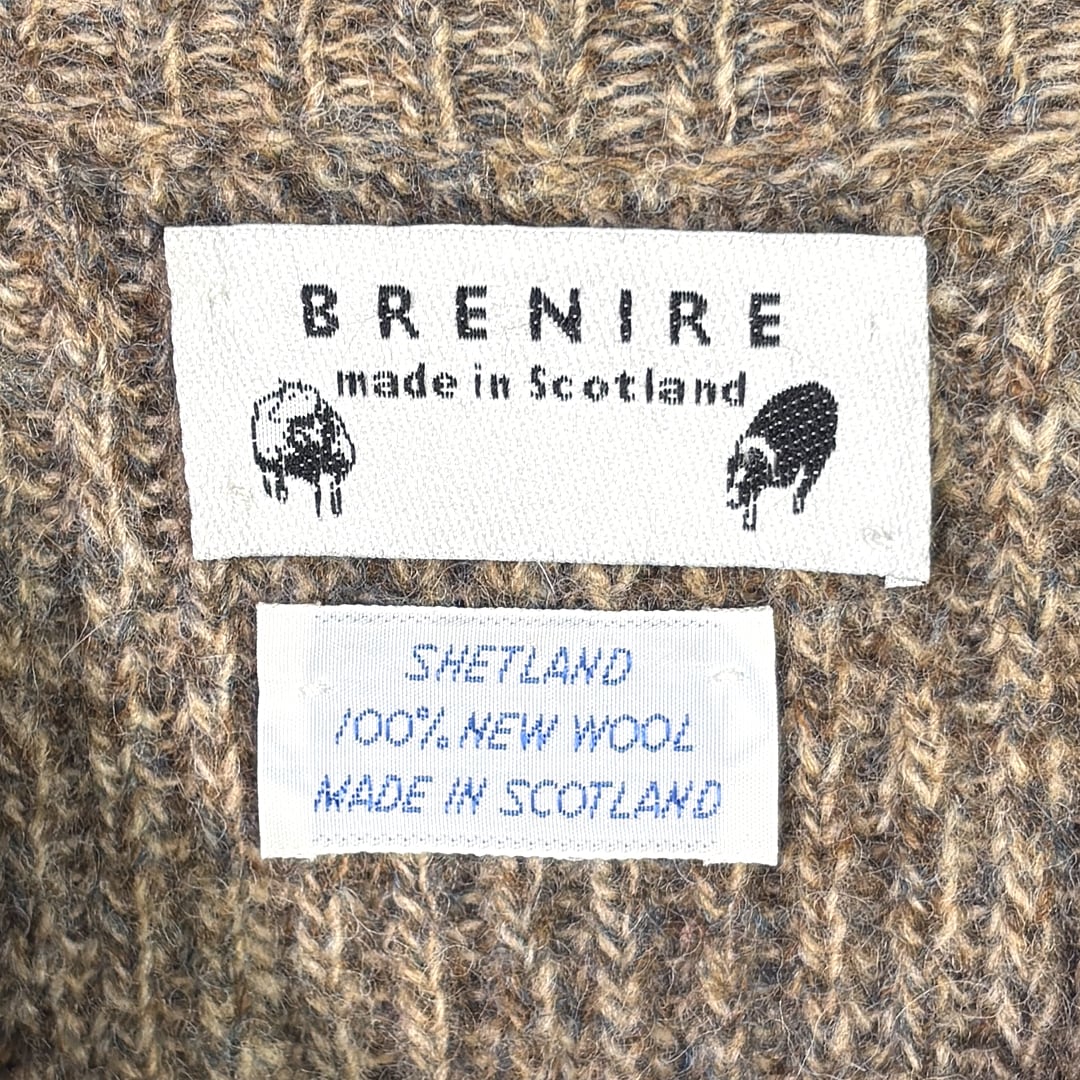 BRENIRE
made in Scotland
SHETLAND
100% NEW WOOL
MADE IN SCOTLAND